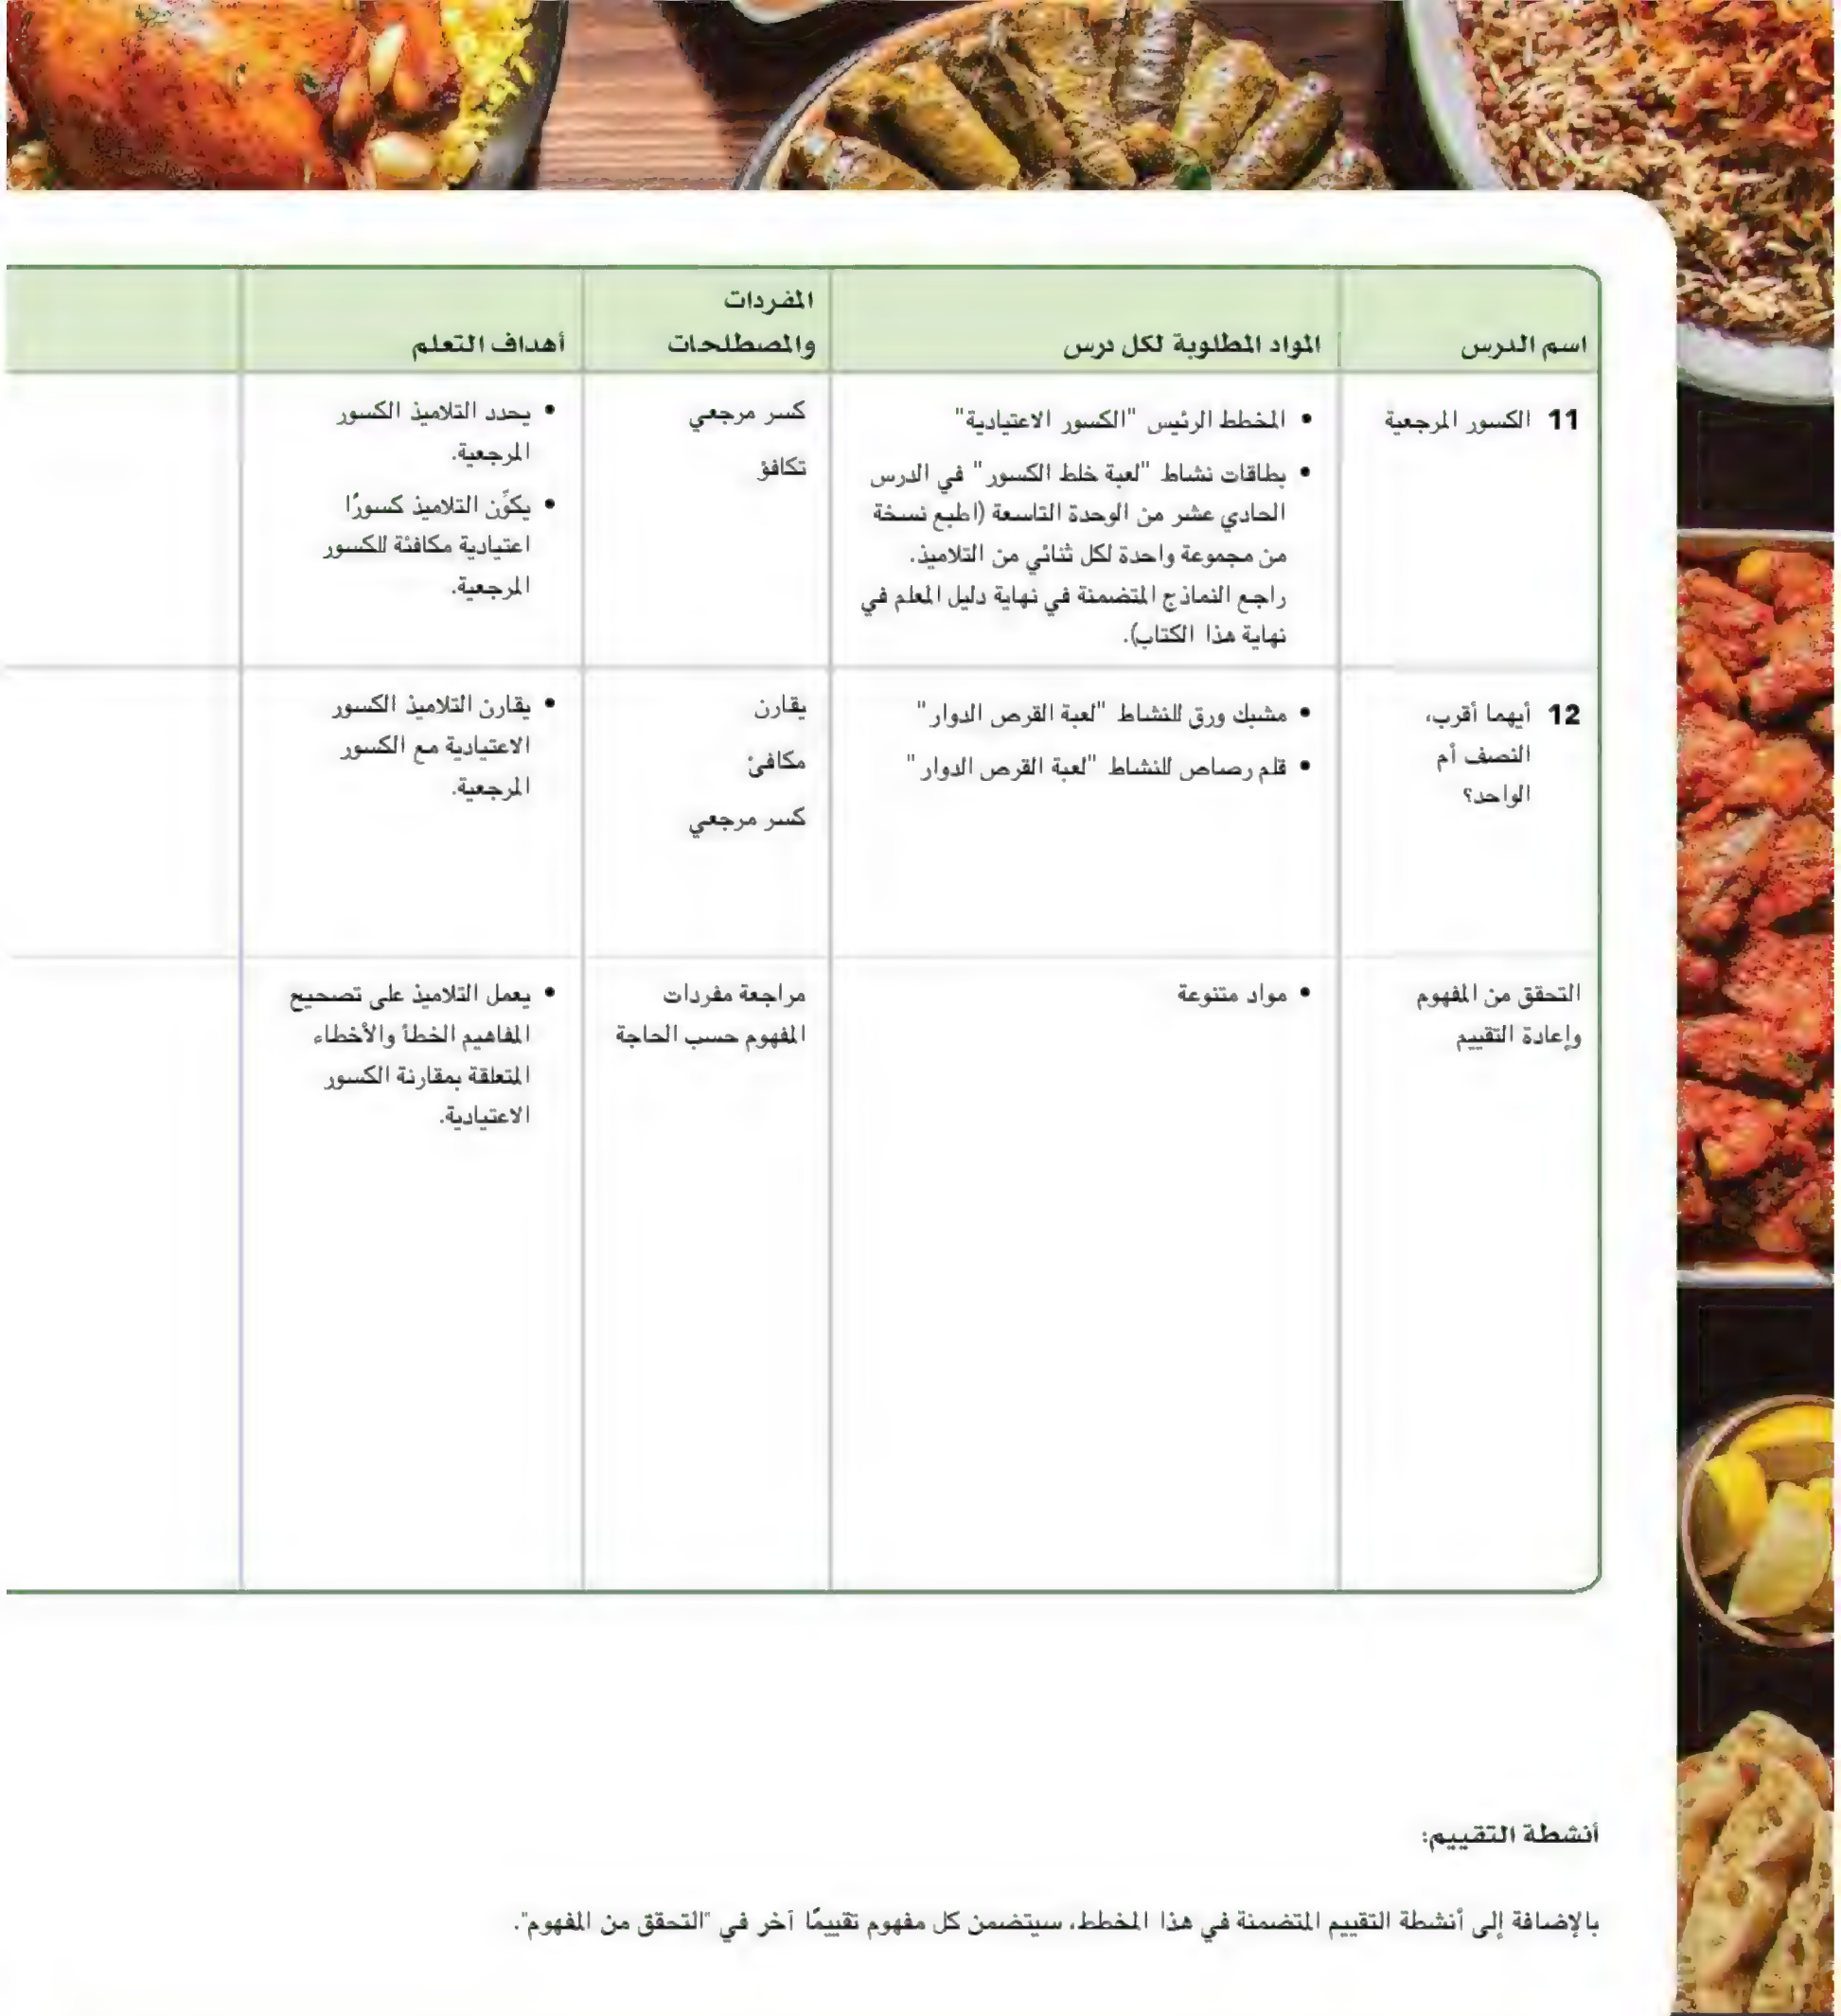 اسم الدرس
المواد المطلوبة لكل درس
المفردات
والمصطلحات
أهداف التعلم
11 الكسور المرجعية
• المخطط الرئيس "الكسور الاعتيادية"
• بطاقات نشاط "لعبة خلط الكسور" في الدرس
الحادي عشر من الوحدة التاسعة (اطبع نسخة
من مجموعة واحدة لكل ثنائي من التلاميذ.
راجع النماذج المتضمنة في نهاية دليل المعلم في
نهاية هذا الكتاب).
كسر مرجعي
تكافؤ
• يحدد التلاميذ الكسور
المرجعية.
• يكوِّن التلاميذ كسورًا
اعتيادية مكافئة للكسور
المرجعية.
12 أيهما أقرب،
النصف أم
الواحد؟
• مشبك ورق للنشاط "لعبة القرص الدوار"
• قلم رصاص للنشاط "لعبة القرص الدوار"
يقارن
مكافئ
كسر مرجعي
• يقارن التلاميذ الكسور
الاعتيادية مع الكسور
المرجعية.
التحقق من المفهوم
وإعادة التقييم
• مواد متنوعة
مراجعة مفردات
المفهوم حسب الحاجة
• يعمل التلاميذ على تصحيح
المفاهيم الخطأ والأخطاء
المتعلقة بمقارنة الكسور
الاعتيادية.
أنشطة التقييم:
بالإضافة إلى أنشطة التقييم المتضمنة في هذا المخطط، سيتضمن كل مفهوم تقييمًا آخر في "التحقق من المفهوم".